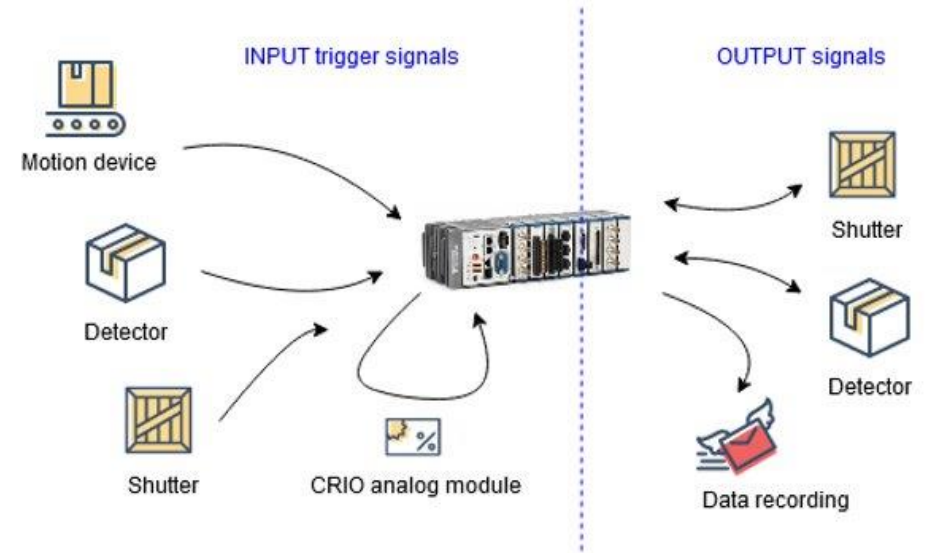 INPUT trigger signals
OUTPUT signals
Motion device
Detector
Shutter
CRIO analog module
Shutter
Detector
Data recording